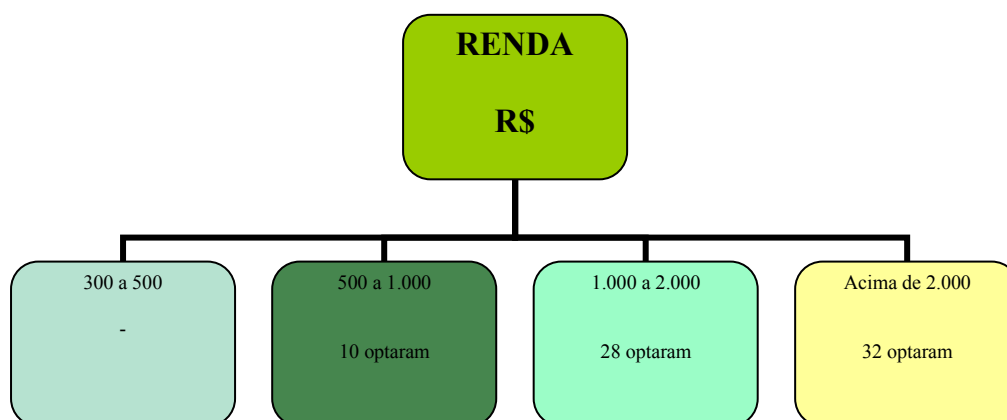 RENDA
R$
300 a 500
-
500 a 1.000
10 optaram
1.000 a 2.000
28 optaram
Acima de 2.000
32 optaram